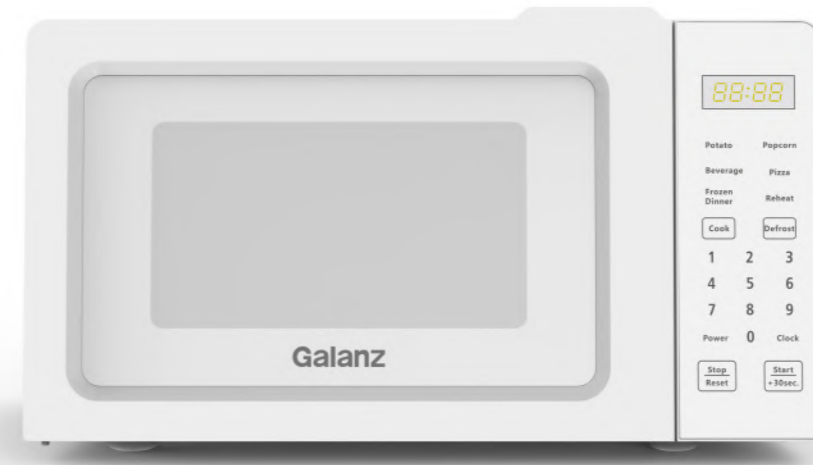 88:88
Potato Popcorn
Beverage Pizza
Frozen
Dinner Reheat
Cook Defrost
1 2 3
4 5 6
7 8 9
Power 0 Clock
Stop Start
Reset +30sec.
Galanz